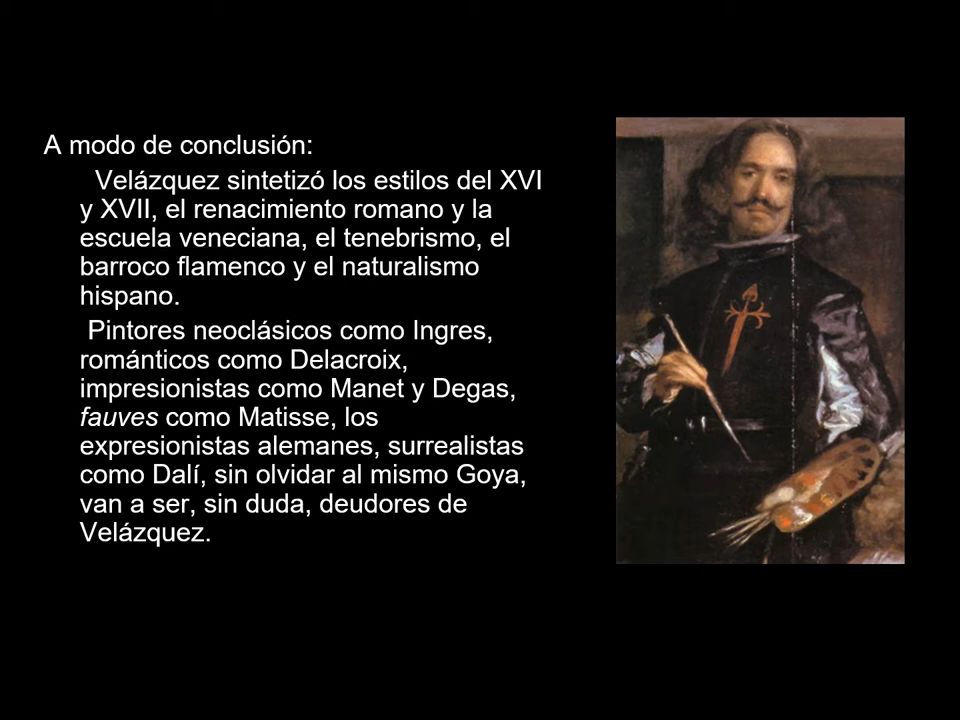 A modo de conclusión:
Velázquez sintetizó los estilos del XVI
y XVII, el renacimiento romano y la
escuela veneciana, el tenebrismo, el
barroco flamenco y el naturalismo
hispano.
Pintores neoclásicos como Ingres,
románticos como Delacroix,
impresionistas como Manet y Degas,
fauves como Matisse, los
expresionistas alemanes, surrealistas
como Dalí, sin olvidar al mismo Goya,
van a ser, sin duda, deudores de
Velázquez.